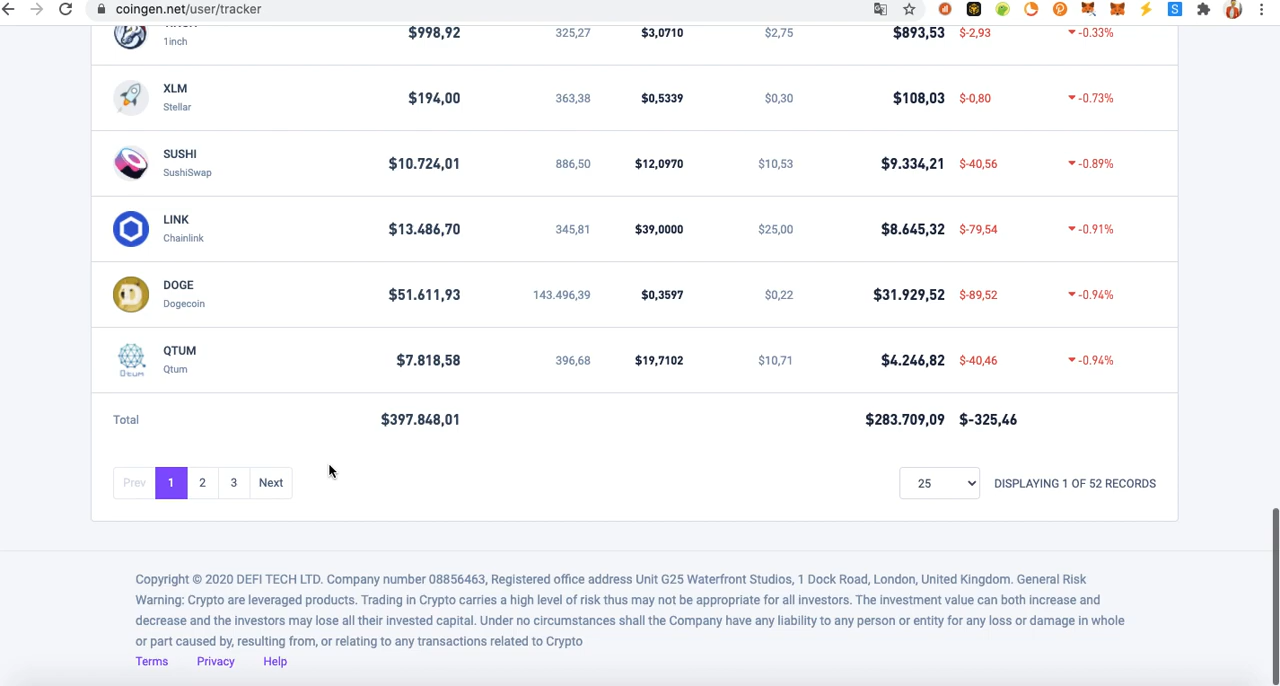 coingen.net/user/tracker
$998,92 325,27 $3,0710 $2,75 $893,53 $-2,93 -0.33%
1inch
XLM
Stellar
$194,00 363,38 $0,5339 $0,30 $108,03 $-0,80 -0.73%
SUSHI
SushiSwap
$10.724,01 886,50 $12,0970 $10,53 $9.334,21 $-40,56 -0.89%
LINK
Chainlink
$13.486,70 345,81 $39,0000 $25,00 $8.645,32 $-79,54 -0.91%
DOGE
Dogecoin
$51.611,93 143.496,39 $0,3597 $0,22 $31.929,52 $-89,52 -0.94%
QTUM
Qtum
Qtum
$7.818,58 396,68 $19,7102 $10,71 $4.246,82 $-40,46 -0.94%
Total $397.848,01 $283.709,09 $-325,46
Prev 1 2 3 Next 25 DISPLAYING 1 OF 52 RECORDS
Copyright © 2020 DEFI TECH LTD. Company number 08856463, Registered office address Unit G25 Waterfront Studios, 1 Dock Road, London, United Kingdom. General Risk
Warning: Crypto are leveraged products. Trading in Crypto carries a high level of risk thus may not be appropriate for all investors. The investment value can both increase and
decrease and the investors may lose all their invested capital. Under no circumstances shall the Company have any liability to any person or entity for any loss or damage in whole
or part caused by, resulting from, or relating to any transactions related to Crypto
Terms Privacy Help